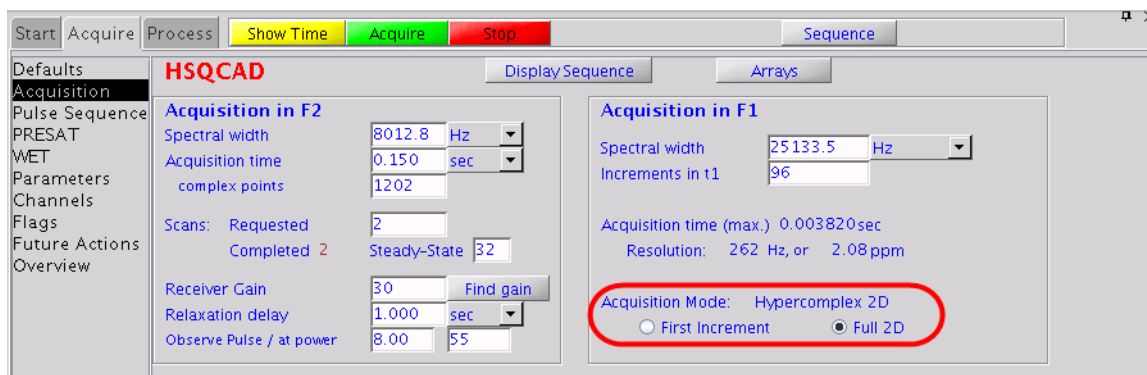 Start Acquire Process Show Time Acquire Stop Sequence
Defaults
Acquisition
Pulse Sequence
PRESAT
WET
Parameters
Channels
Flags
Future Actions
Overview
HSQCAD Display Sequence Arrays
Acquisition in F2
Spectral width 8012.8 Hz
Acquisition time 0.150 sec
complex points 1202
Scans: Requested 2
Completed 2 Steady-State 32
Receiver Gain 30 Find gain
Relaxation delay 1.000 sec
Observe Pulse / at power 8.00 55
Acquisition in F1
Spectral width 25133.5 Hz
Increments in t1 96
Acquisition time (max.) 0.003820 sec
Resolution: 262 Hz, or 2.08 ppm
Acquisition Mode: Hypercomplex 2D
First Increment Full 2D